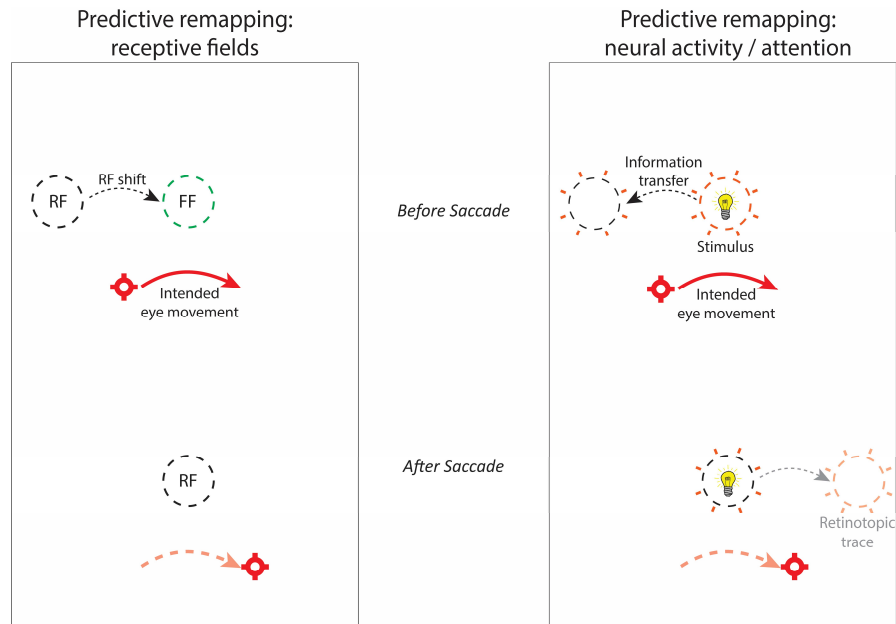 Predictive remapping:
receptive fields
Predictive remapping:
neural activity / attention
RF
RF shift
FF
Before Saccade
Information
transfer
Stimulus
Intended
eye movement
Intended
eye movement
RF
After Saccade
Retinotopic
trace